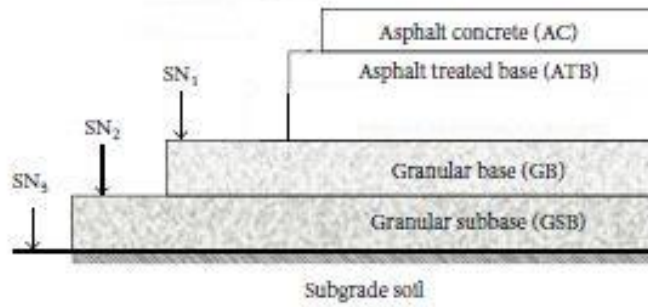 Asphalt concrete (AC)
Asphalt treated base (ATB)
SN₁
SN₂
Granular base (GB)
SN₃
Granular subbase (GSB)
Subgrade soil